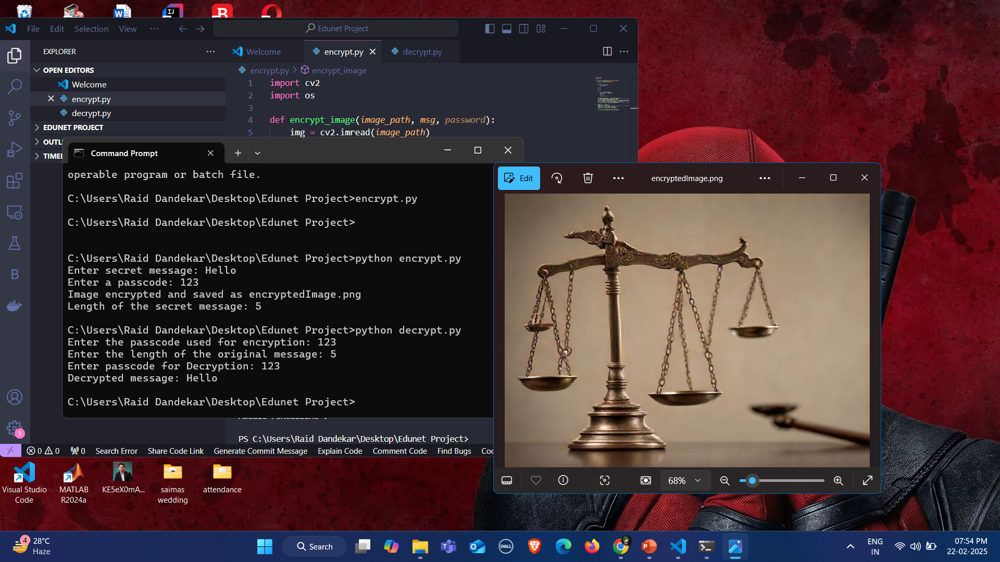 File Edit Selection View ... Edunet Project
EXPLORER
Welcome encrypt.py decrypt.py
OPEN EDITORS
Welcome
encrypt.py
decrypt.py
EDUNET PROJECT
encrypt.py > encrypt_image
1 import cv2
2 import os
3
4 def encrypt_image(image_path, msg, password):
5 img = cv2.imread(image_path)
Command Prompt
operable program or batch file.
C:\Users\Raid Dandekar\Desktop\Edunet Project>encrypt.py
C:\Users\Raid Dandekar\Desktop\Edunet Project>
C:\Users\Raid Dandekar\Desktop\Edunet Project>python encrypt.py
Enter secret message: Hello
Enter a passcode: 123
Image encrypted and saved as encryptedImage.png
Length of the secret message: 5
C:\Users\Raid Dandekar\Desktop\Edunet Project>python decrypt.py
Enter the passcode used for encryption: 123
Enter the length of the original message: 5
Enter passcode for Decryption: 123
Decrypted message: Hello
C:\Users\Raid Dandekar\Desktop\Edunet Project>
PS C:\Users\Raid Dandekar\Desktop\Edunet Project>
1
0 0 0 Search Error Share Code Link Generate Commit Message Explain Code Comment Code Find Bugs
Edit encryptedImage.png
68%
Visual Studio Code
MATLAB R2024a
KE5eX0mA...
saimas wedding
attendance
4
28°C
Haze
Search
ENG
IN
07:54 PM
22-02-2025